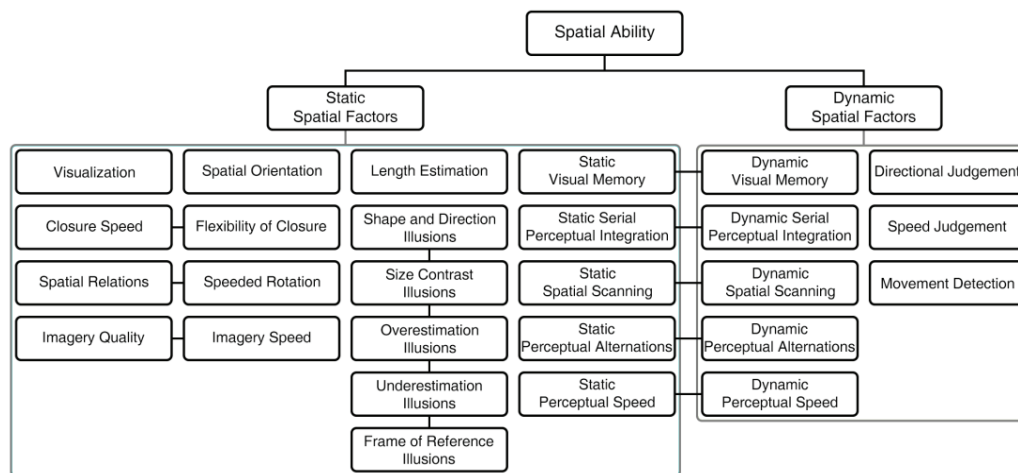 Spatial Ability
Static
Spatial Factors
Dynamic
Spatial Factors
Visualization
Spatial Orientation
Length Estimation
Static
Visual Memory
Dynamic
Visual Memory
Directional Judgement
Closure Speed
Flexibility of Closure
Shape and Direction
Illusions
Static Serial
Perceptual Integration
Dynamic Serial
Perceptual Integration
Speed Judgement
Spatial Relations
Speeded Rotation
Size Contrast
Illusions
Static
Spatial Scanning
Dynamic
Spatial Scanning
Movement Detection
Imagery Quality
Imagery Speed
Overestimation
Illusions
Static
Perceptual Alternations
Dynamic
Perceptual Alternations
Underestimation
Illusions
Static
Perceptual Speed
Dynamic
Perceptual Speed
Frame of Reference
Illusions